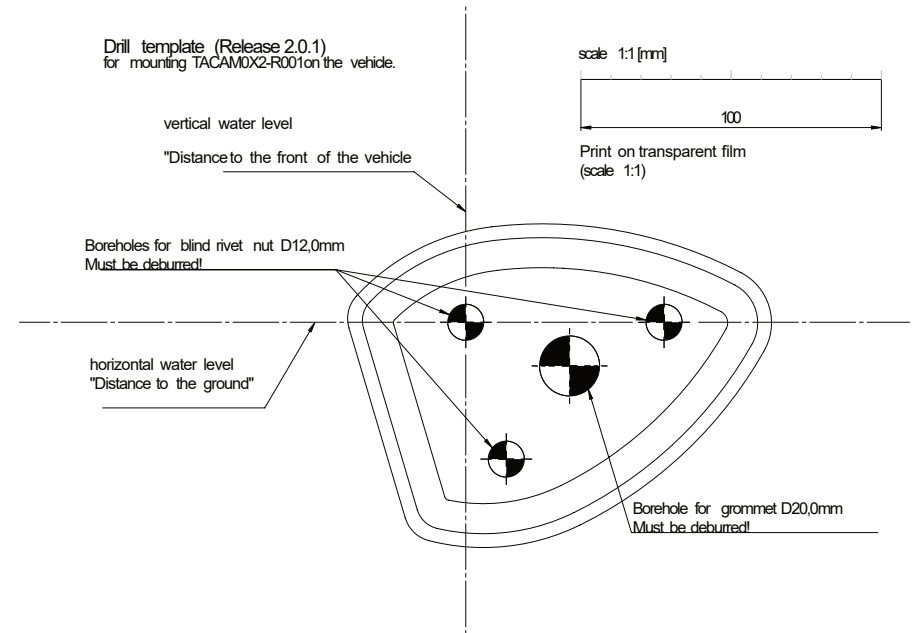 Drill template (Release 2.0.1)
for mounting TACAM0X2-R001on the vehicle.
scale 1:1 [mm]
100
Print on transparent film
(scale 1:1)
vertical water level
"Distance to the front of the vehicle
Boreholes for blind rivet nut D12,0mm
Must be deburred!
horizontal water level
"Distance to the ground"
Borehole for grommet D20,0mm
Must be deburred!